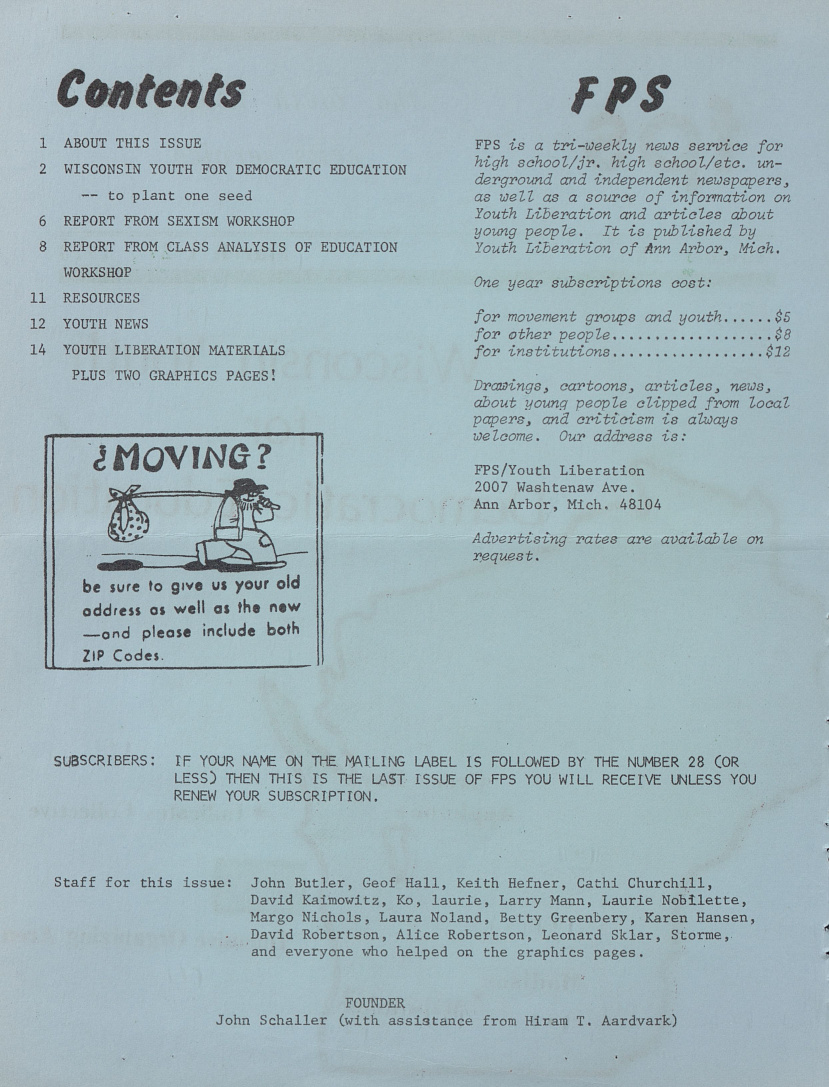 Contents
1 ABOUT THIS ISSUE
2 WISCONSIN YOUTH FOR DEMOCRATIC EDUCATION
-- to plant one seed
6 REPORT FROM SEXISM WORKSHOP
8 REPORT FROM CLASS ANALYSIS OF EDUCATION
WORKSHOP
11 RESOURCES
12 YOUTH NEWS
14 YOUTH LIBERATION MATERIALS
PLUS TWO GRAPHICS PAGES!
¿MOVING?
be sure to give us your old
address as well as the new
—and please include both
ZIP Codes.
FPS
FPS is a tri-weekly news service for
high school/jr. high school/etc. un-
derground and independent newspapers,
as well as a source of information on
Youth Liberation and articles about
young people. It is published by
Youth Liberation of Ann Arbor, Mich.
One year subscriptions cost:
for movement groups and youth......$5
for other people...................$8
for institutions..................$12
Drawings, cartoons, articles, news,
about young people clipped from local
papers, and criticism is always
welcome. Our address is:
FPS/Youth Liberation
2007 Washtenaw Ave.
Ann Arbor, Mich. 48104
Advertising rates are available on
request.
SUBSCRIBERS: IF YOUR NAME ON THE MAILING LABEL IS FOLLOWED BY THE NUMBER 28 (OR
LESS) THEN THIS IS THE LAST ISSUE OF FPS YOU WILL RECEIVE UNLESS YOU
RENEW YOUR SUBSCRIPTION.
Staff for this issue: John Butler, Geof Hall, Keith Hefner, Cathi Churchill,
David Kaimowitz, Ko, laurie, Larry Mann, Laurie Nobilette,
Margo Nichols, Laura Noland, Betty Greenbery, Karen Hansen,
David Robertson, Alice Robertson, Leonard Sklar, Storme,
and everyone who helped on the graphics pages.
FOUNDER
John Schaller (with assistance from Hiram T. Aardvark)